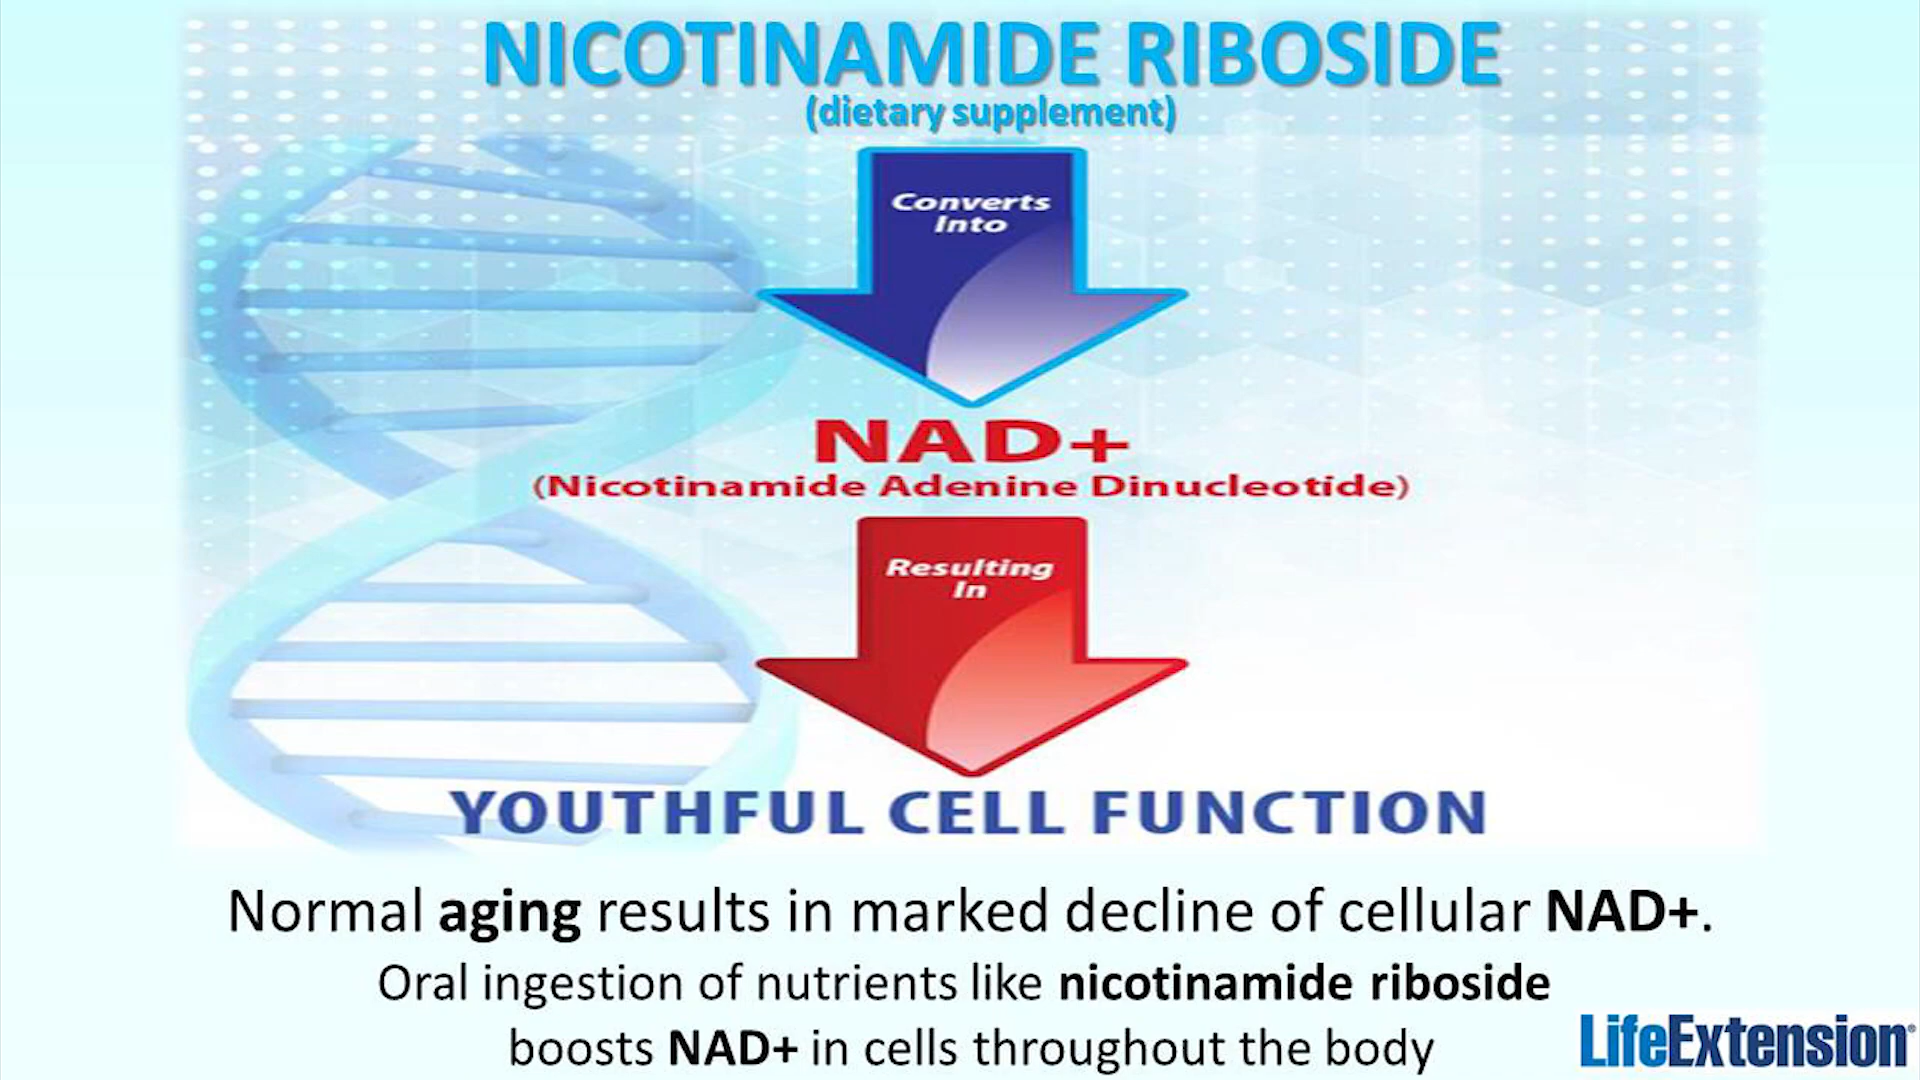 NICOTINAMIDE RIBOSIDE
(dietary supplement)
Converts
Into
NAD+
(Nicotinamide Adenine Dinucleotide)
Resulting
In
YOUTHFUL CELL FUNCTION
Normal aging results in marked decline of cellular NAD+.
Oral ingestion of nutrients like nicotinamide riboside
boosts NAD+ in cells throughout the body
LifeExtension®